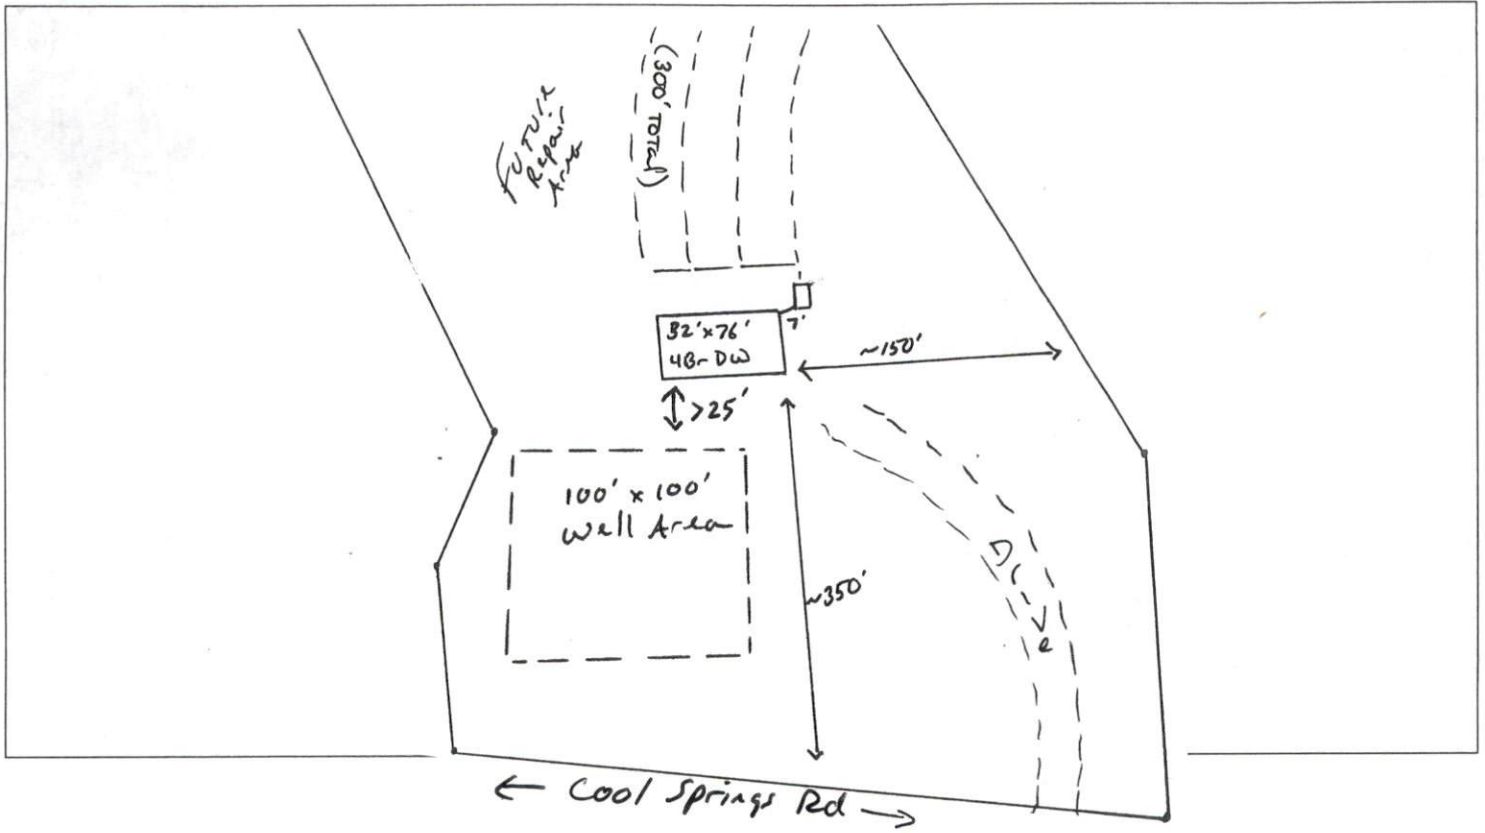 (300' TOTal)
FUTUre
Repair
Area
32'x76'
4Br DW
7'
~150'
>25'
100' x 100'
Well Area
~350'
Drive
← Cool Springs Rd →